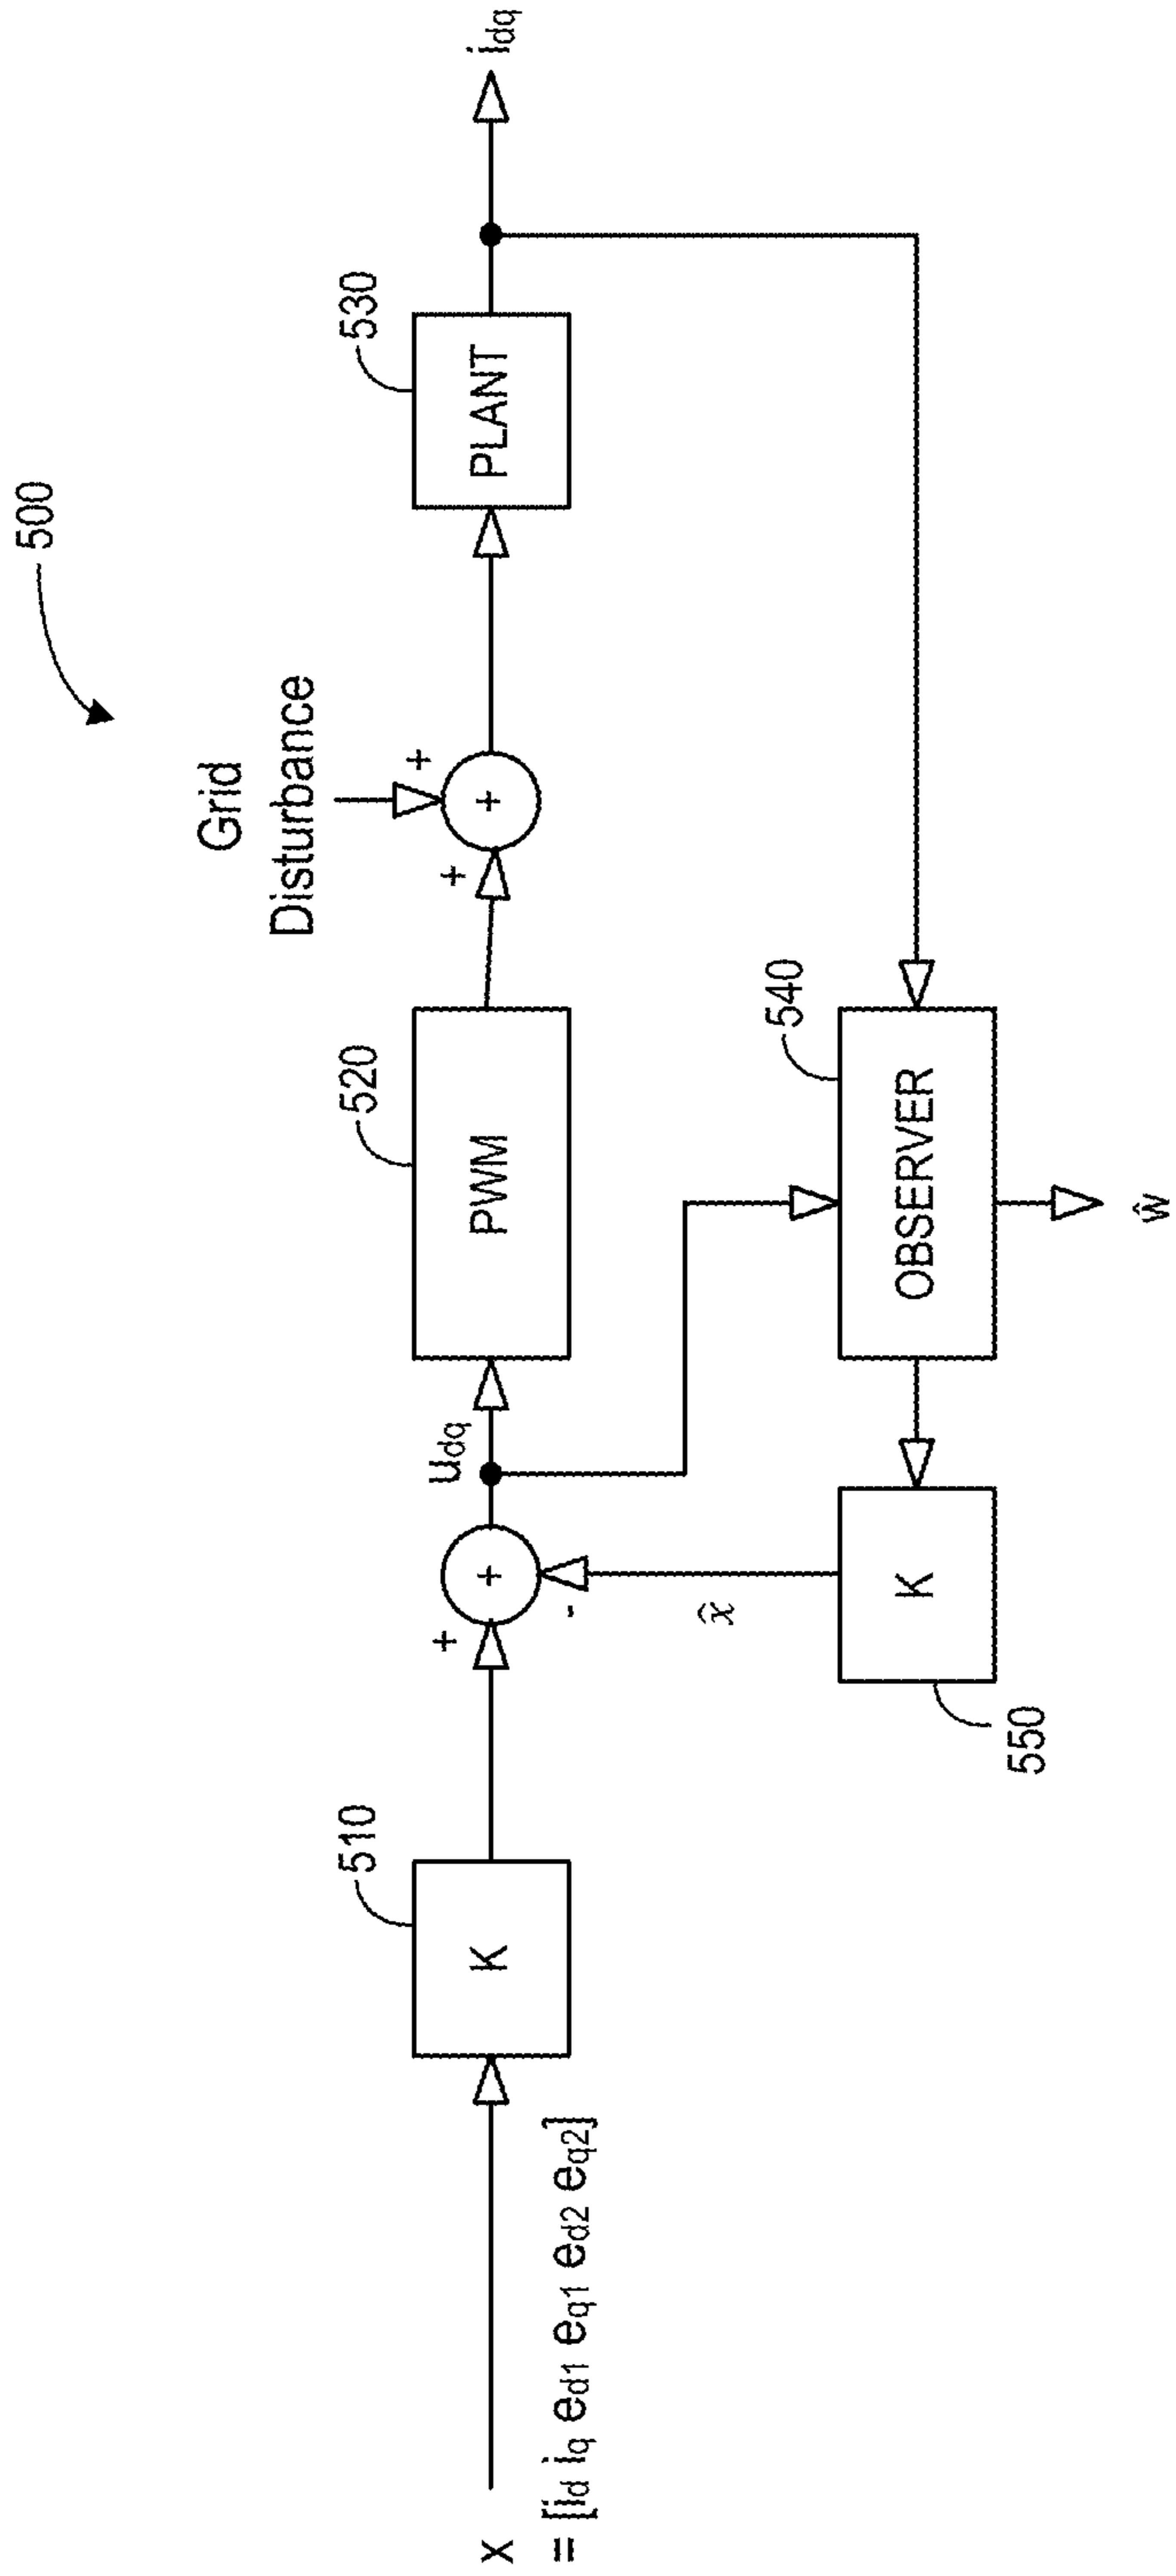 500
Grid
Disturbance
510
520
530
K
+
+
-
u_dq
PWM
+
+
+
PLANT
i_dq
x
= [i_d i_q e_d1 e_q1 e_d2 e_q2]
x̂
540
K
OBSERVER
550
ŵ